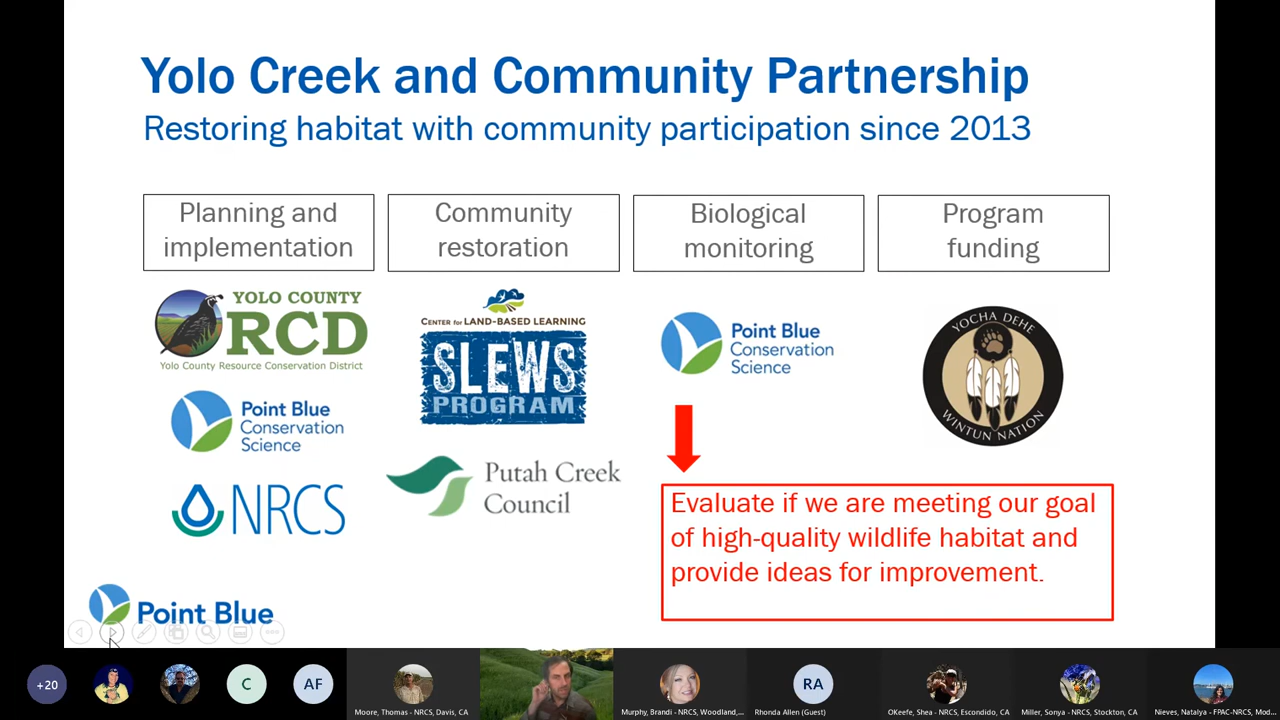 Yolo Creek and Community Partnership
Restoring habitat with community participation since 2013
Planning and
implementation
Community
restoration
Biological
monitoring
Program
funding
YOLO COUNTY
RCD
Yolo County Resource Conservation District
Point Blue
Conservation
Science
NRCS
CENTER for LAND-BASED LEARNING
SLEWS
PROGRAM
Putah Creek
Council
Point Blue
Conservation
Science
YOCHA DEHE
WINTUN NATION
Evaluate if we are meeting our goal
of high-quality wildlife habitat and
provide ideas for improvement.
Point Blue
+20
C
AF
RA
Moore, Thomas - NRCS, Davis, CA
Murphy, Brandi - NRCS, Woodland,...
Rhonda Allen (Guest)
OKeefe, Shea - NRCS, Escondido, CA
Miller, Sonya - NRCS, Stockton, CA
Nieves, Natalya - FPAC-NRCS, Mod...